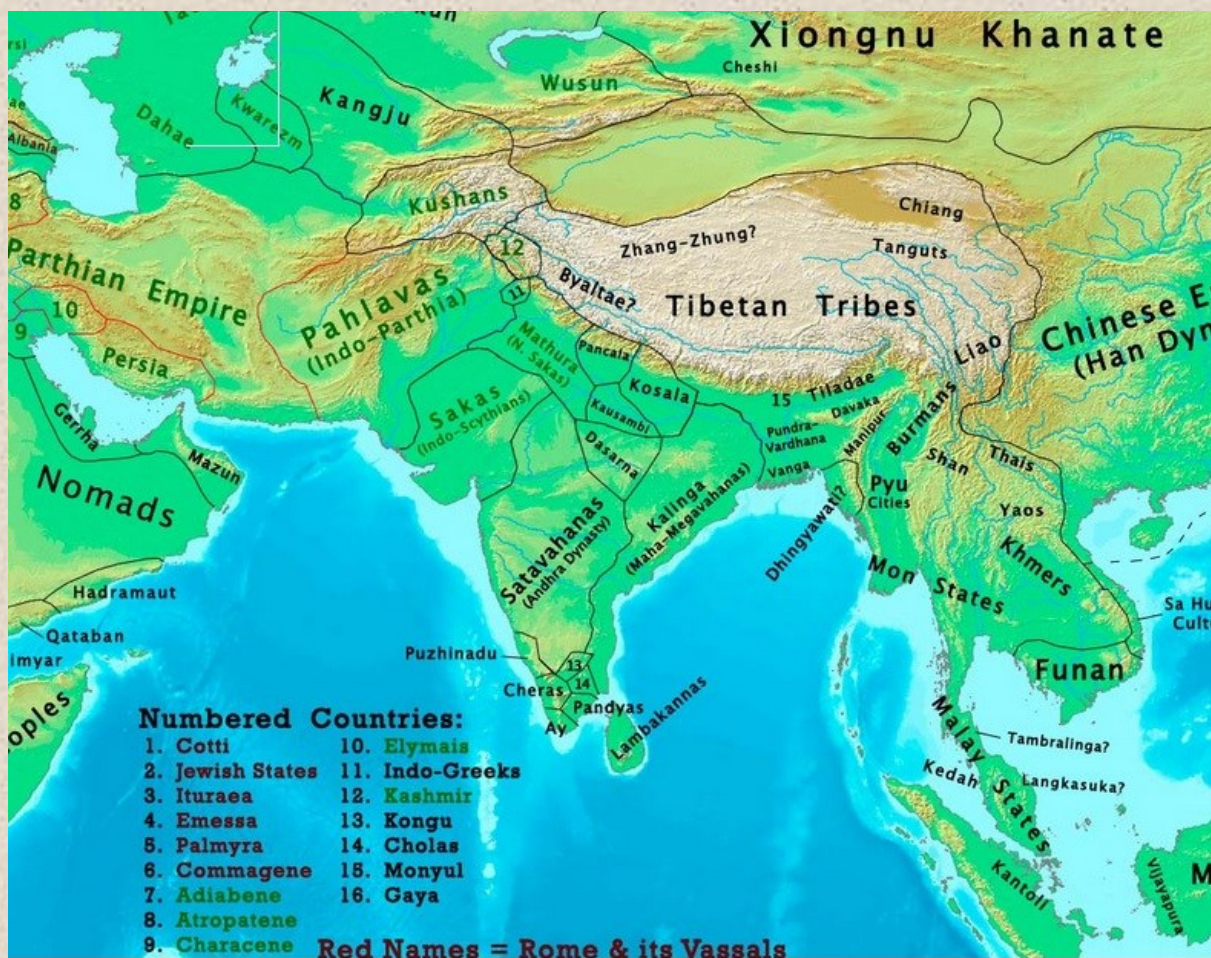 Xiongnu Khanate
Cheshi
Wusun
Kangju
Kwarezm
Dahae
Albania
Kushans
Chiang
Tanguts
Zhang-Zhung?
Byaltae?
Tibetan Tribes
8
Parthian Empire
10
9
Persia
Pahlavas
(Indo-Parthia)
12
11
Mathura
(N. Sakas)
Pancala
Kosala
Kausambi
Sakas
(Indo-Scythians)
Dasarna
15
Tiladae
Davaka
Pundra-
Vardhana
Vanga
Manipur
Burmans
Liao
Chinese E
(Han Dyn
Gerrha
Mazun
Nomads
Shan
Thais
Pyu
Cities
Yaos
Khmers
Kalinga
(Maha-Megavahanas)
Satavahanas
(Andhra Dynasty)
Dhingyawati?
Mon States
Hadramaut
Qataban
imyar
oples
Sa Hu
Cult
Funan
Puzhinadu
13
14
Cheras
Pandyas
Ay
Lambakannas
Malay States
Tambralinga?
Kedah
Langkasuka?
Kantoli
Vijayapura
M
Numbered Countries:
1. Cotti
2. Jewish States
3. Ituraea
4. Emessa
5. Palmyra
6. Commagene
7. Adiabene
8. Atropatene
9. Characene
10. Elymais
11. Indo-Greeks
12. Kashmir
13. Kongu
14. Cholas
15. Monyul
16. Gaya
Red Names = Rome & its Vassals